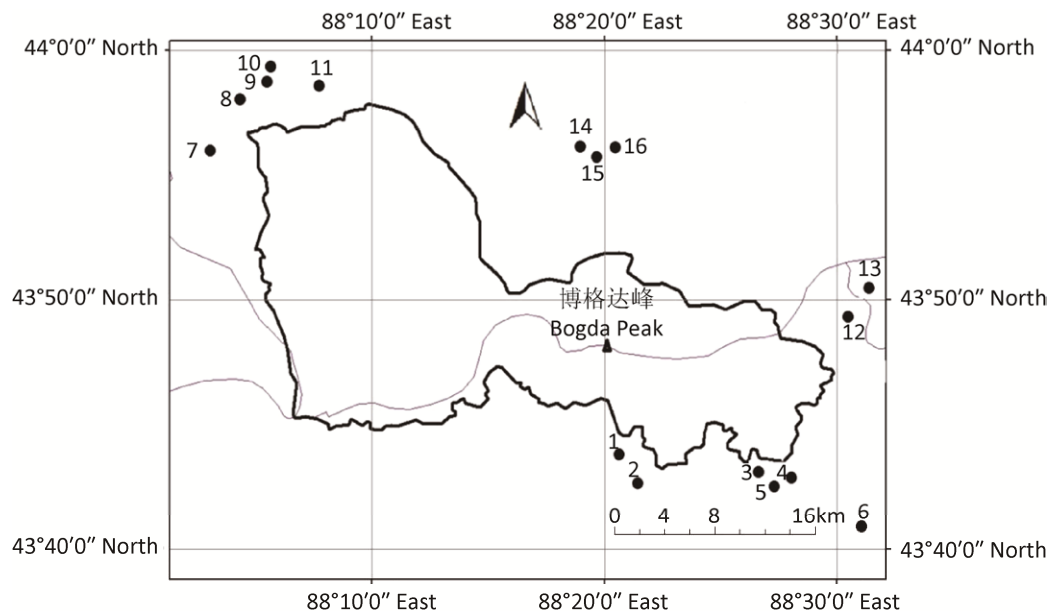 88°10′0″ East 88°20′0″ East 88°30′0″ East
44°0′0″ North 44°0′0″ North
10
11
9
8
14
7
16
15
13
43°50′0″ North 43°50′0″ North
博格达峰
12
Bogda Peak
1
2
3 4
5
0 4 8 16km
6
43°40′0″ North 43°40′0″ North
88°10′0″ East 88°20′0″ East 88°30′0″ East